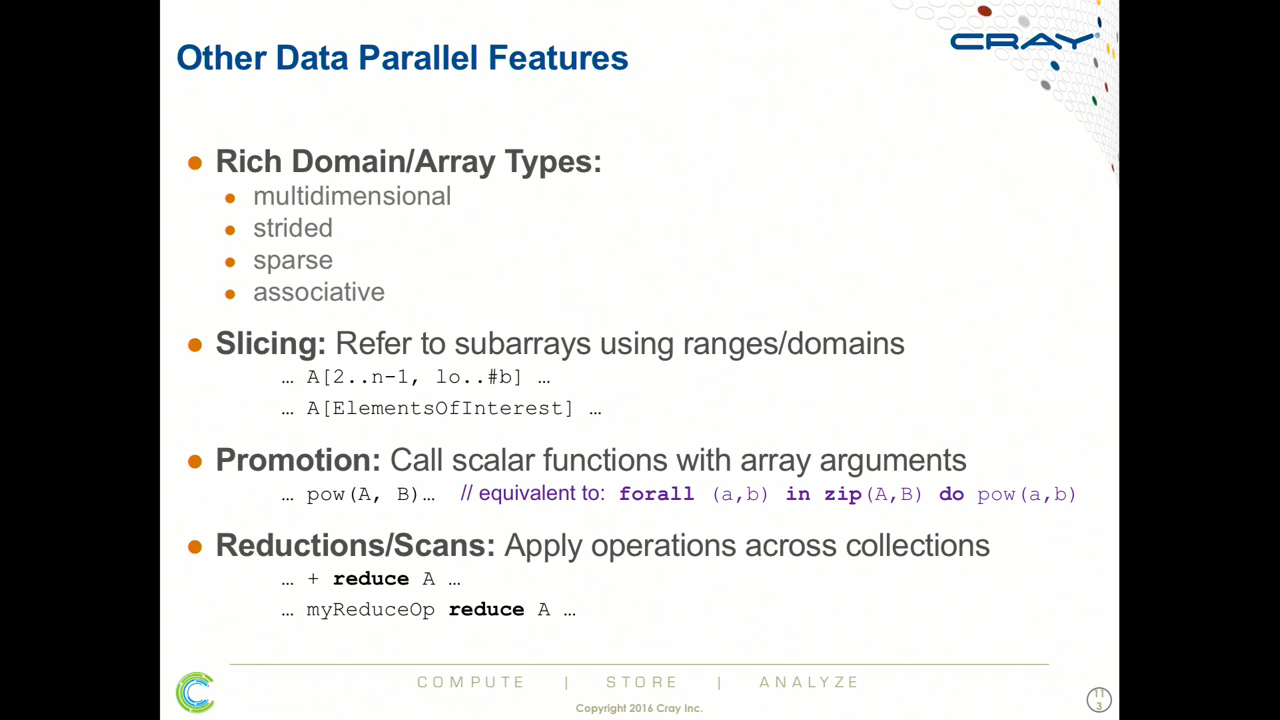 Other Data Parallel Features
CRAY®
● Rich Domain/Array Types:
● multidimensional
● strided
● sparse
● associative
● Slicing: Refer to subarrays using ranges/domains
… A[2..n-1, lo..#b] …
… A[ElementsOfInterest] …
● Promotion: Call scalar functions with array arguments
… pow(A, B)… // equivalent to: forall (a,b) in zip(A,B) do pow(a,b)
● Reductions/Scans: Apply operations across collections
… + reduce A …
… myReduceOp reduce A …
COMPUTE | STORE | ANALYZE
Copyright 2016 Cray Inc.
11
3